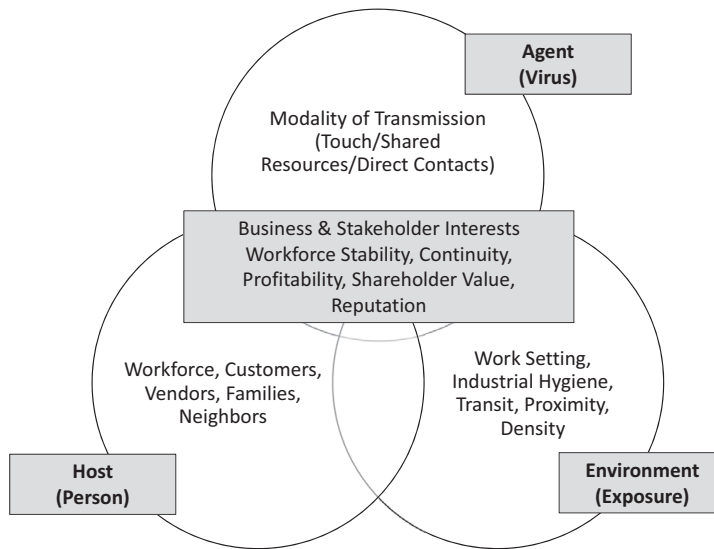 Agent
(Virus)
Modality of Transmission
(Touch/Shared
Resources/Direct Contacts)
Business & Stakeholder Interests
Workforce Stability, Continuity,
Profitability, Shareholder Value,
Reputation
Workforce, Customers,
Vendors, Families,
Neighbors
Work Setting,
Industrial Hygiene,
Transit, Proximity,
Density
Host
(Person)
Environment
(Exposure)